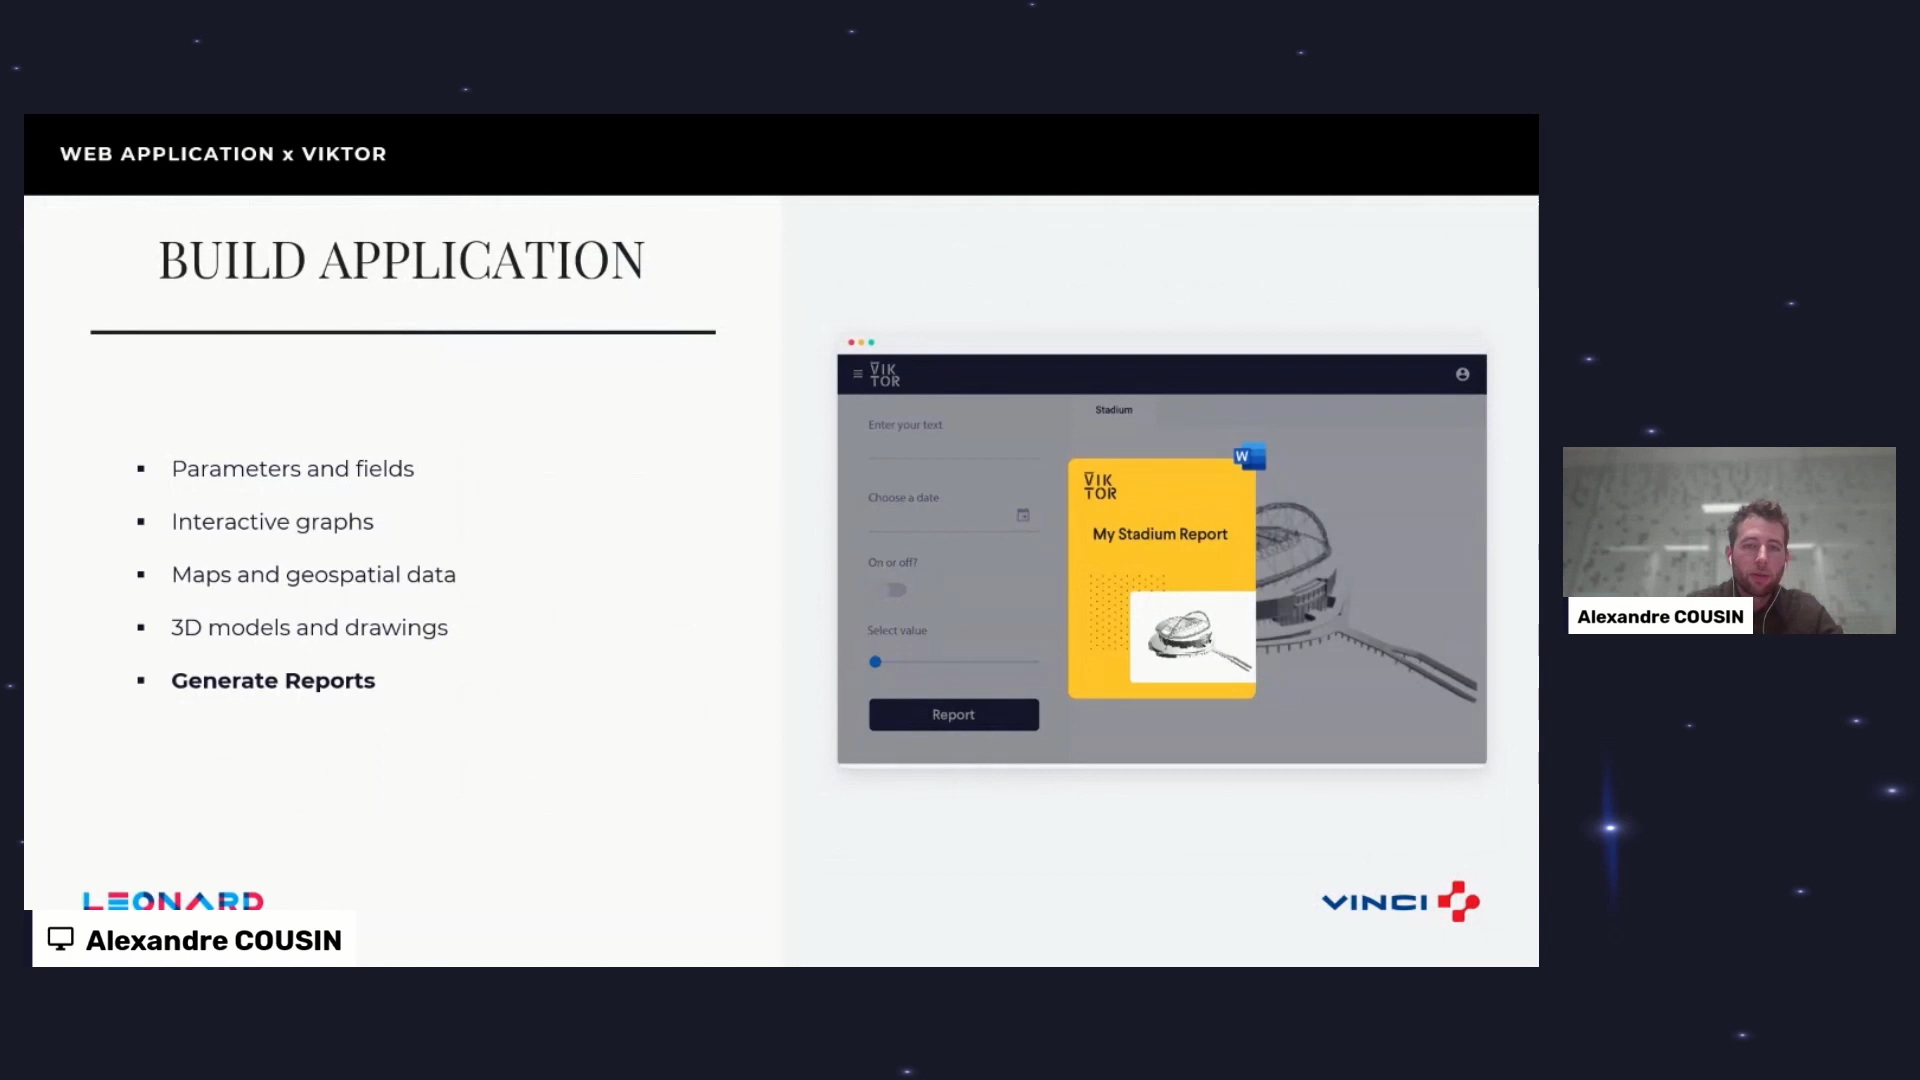 WEB APPLICATION x VIKTOR
BUILD APPLICATION
▪ Parameters and fields
▪ Interactive graphs
▪ Maps and geospatial data
▪ 3D models and drawings
▪ Generate Reports
VIK
TOR
Stadium
Enter your text
Choose a date
On or off?
Select value
Report
W
VIK
TOR
My Stadium Report
LEONARD
VINCI
Alexandre COUSIN
Alexandre COUSIN